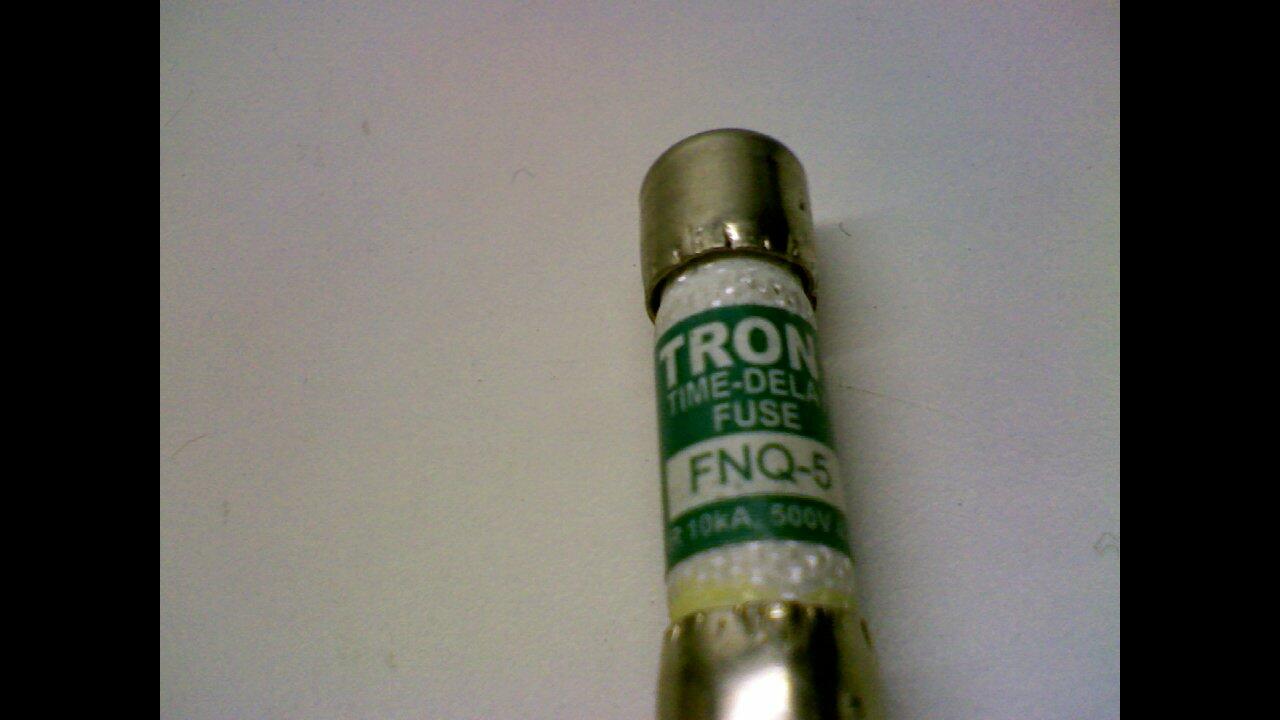 TRON
TIME-DELA
FUSE
FNQ-5
10kA, 500V